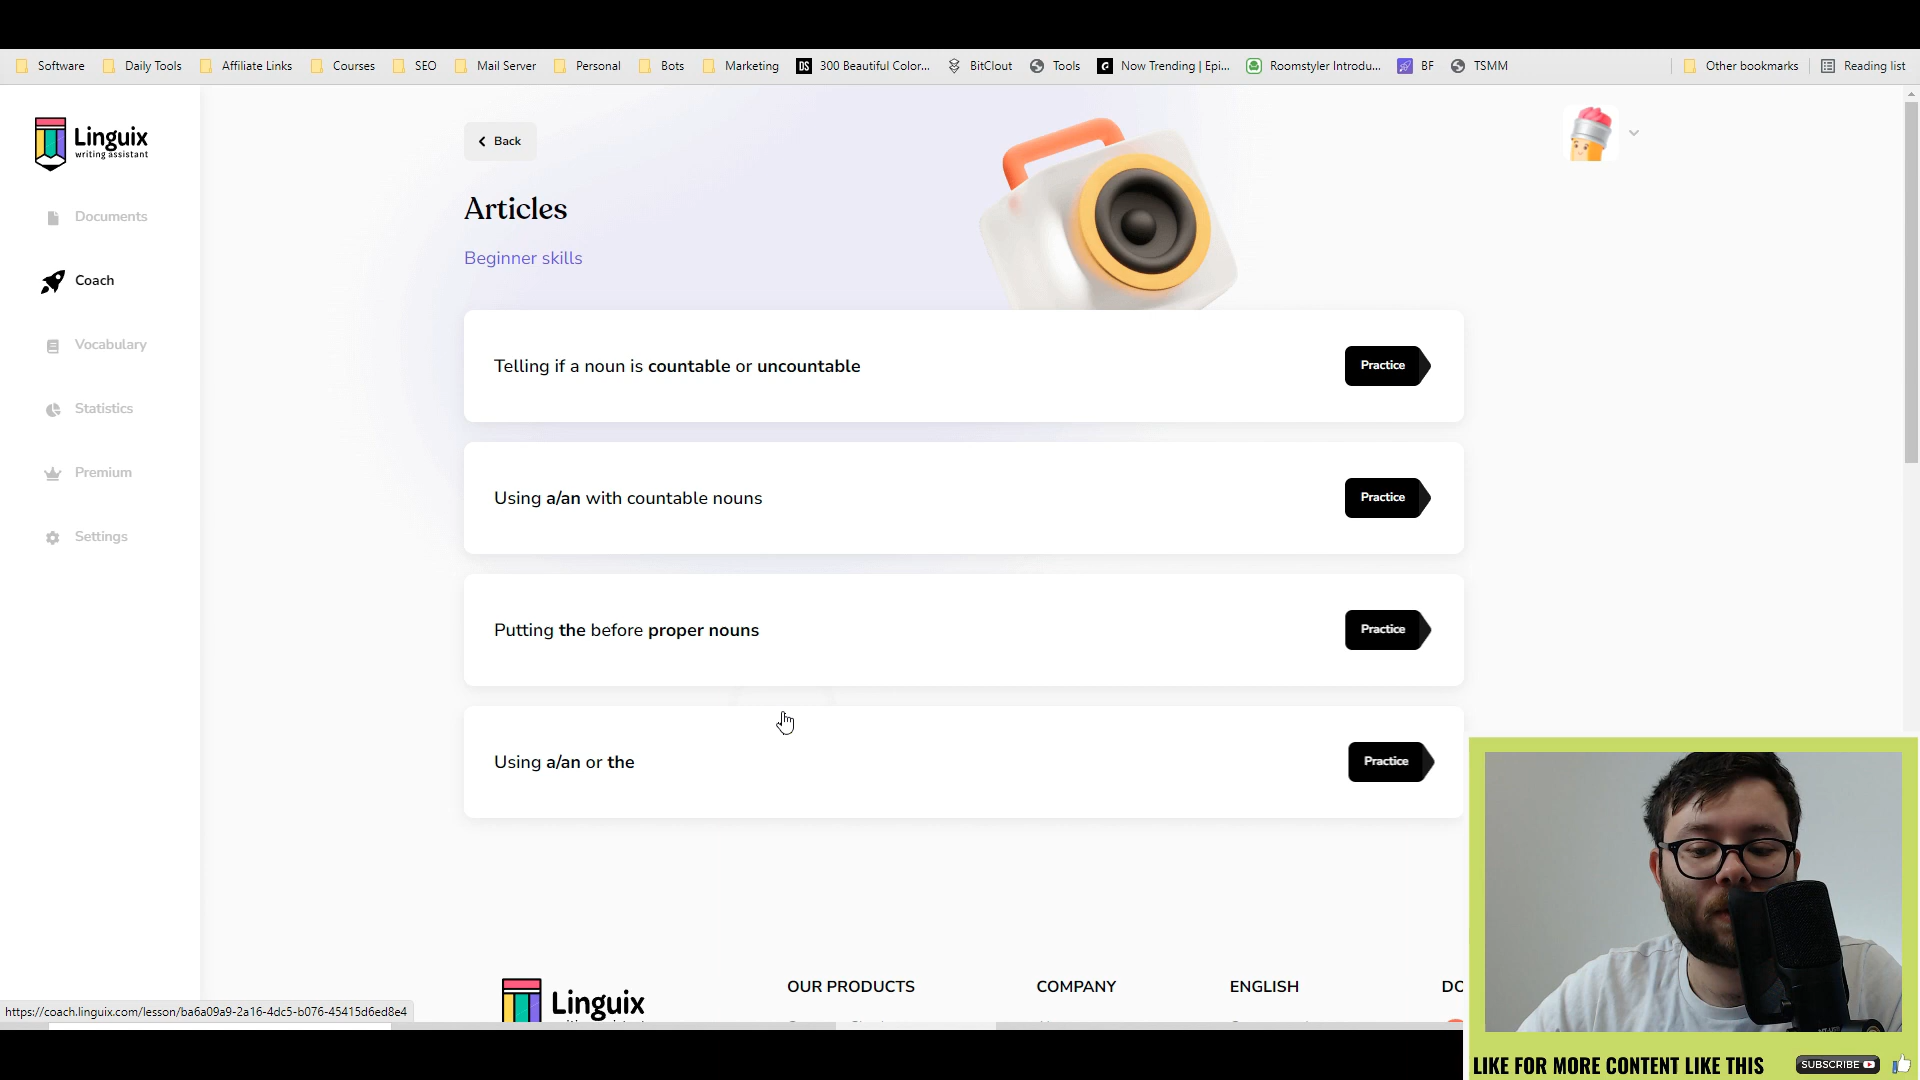 Software Daily Tools Affiliate Links Courses SEO Mail Server Personal Bots Marketing DS 300 Beautiful Color... BitClout Tools Now Trending | Epi... Roomstyler Introdu... BF TSMM Other bookmarks Reading list
Linguix
writing assistant
Back
Articles
Beginner skills
Documents
Coach
Vocabulary
Statistics
Premium
Settings
Telling if a noun is countable or uncountable
Practice
Using a/an with countable nouns
Practice
Putting the before proper nouns
Practice
Using a/an or the
Practice
Linguix
OUR PRODUCTS
COMPANY
ENGLISH
DO
https://coach.linguix.com/lesson/ba6a09a9-2a16-4dc5-b076-45415d6ed8e4
LIKE FOR MORE CONTENT LIKE THIS
SUBSCRIBE